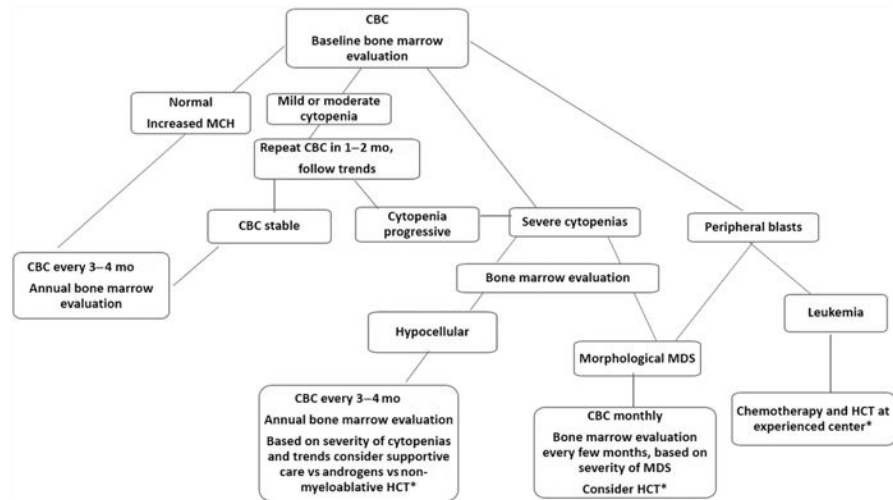 CBC
Baseline bone marrow
evaluation
Normal
Increased MCH
Mild or moderate
cytopenia
Repeat CBC in 1–2 mo,
follow trends
CBC stable
Cytopenia
progressive
Severe cytopenias
Peripheral blasts
CBC every 3–4 mo
Annual bone marrow
evaluation
Bone marrow evaluation
Hypocellular
Morphological MDS
Leukemia
CBC every 3–4 mo
Annual bone marrow evaluation
Based on severity of cytopenias
and trends consider supportive
care vs androgens vs non-
myeloablative HCT*
CBC monthly
Bone marrow evaluation
every few months, based on
severity of MDS
Consider HCT*
Chemotherapy and HCT at
experienced center*